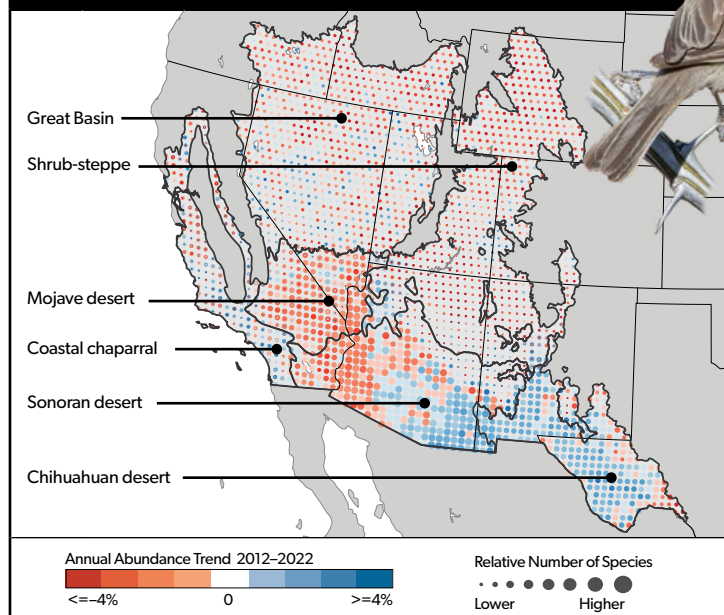 Great Basin
Shrub-steppe
Mojave desert
Coastal chaparral
Sonoran desert
Chihuahuan desert
Annual Abundance Trend 2012–2022
<=–4% 0 >=4%
Relative Number of Species
Lower Higher